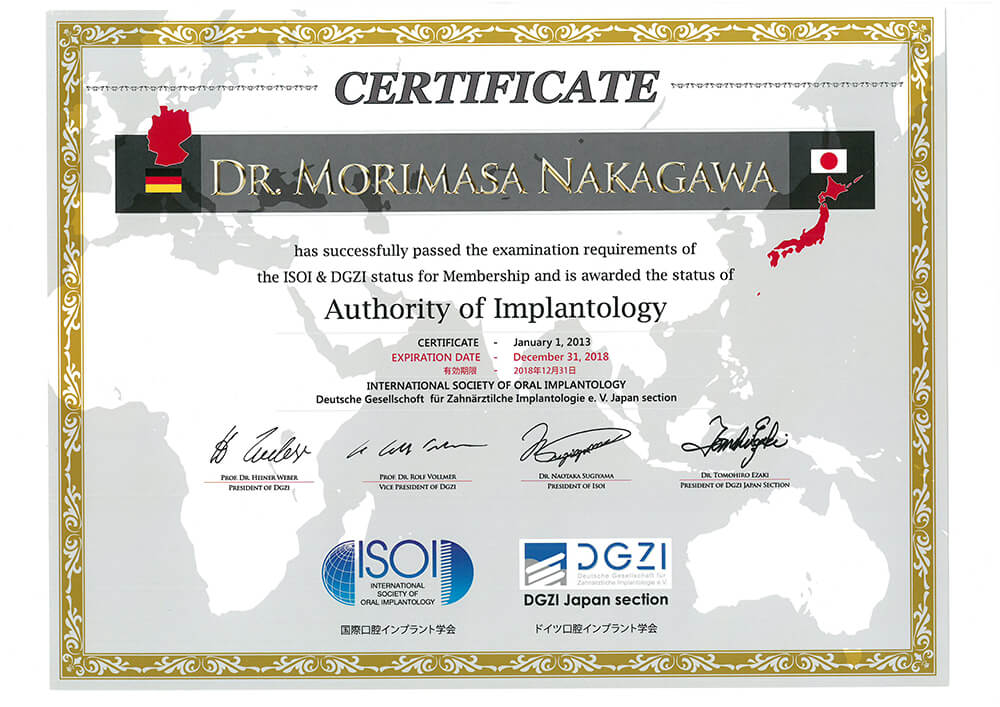 CERTIFICATE
DR. MORIMASA NAKAGAWA
has successfully passed the examination requirements of
the ISOI & DGZI status for Membership and is awarded the status of
Authority of Implantology
CERTIFICATE - January 1, 2013
EXPIRATION DATE - December 31, 2018
有効期限 - 2018年12月31日
INTERNATIONAL SOCIETY OF ORAL IMPLANTOLOGY
Deutsche Gesellschaft für Zahnärztilche Implantologie e. V. Japan section
PROF. DR. HEINER WEBER
PRESIDENT OF DGZI
PROF. DR. ROLF VOLLMER
VICE PRESIDENT OF DGZI
DR. NAOTAKA SUGIYAMA
PRESIDENT OF ISOI
DR. TOMOHIRO EZAKI
PRESIDENT OF DGZI JAPAN SECTION
ISOI
INTERNATIONAL
SOCIETY OF
ORAL IMPLANTOLOGY
国際口腔インプラント学会
DGZI
Deutsche Gesellschaft für
Zahnärztliche Implantologie e.V.
DGZI Japan section
ドイツ口腔インプラント学会